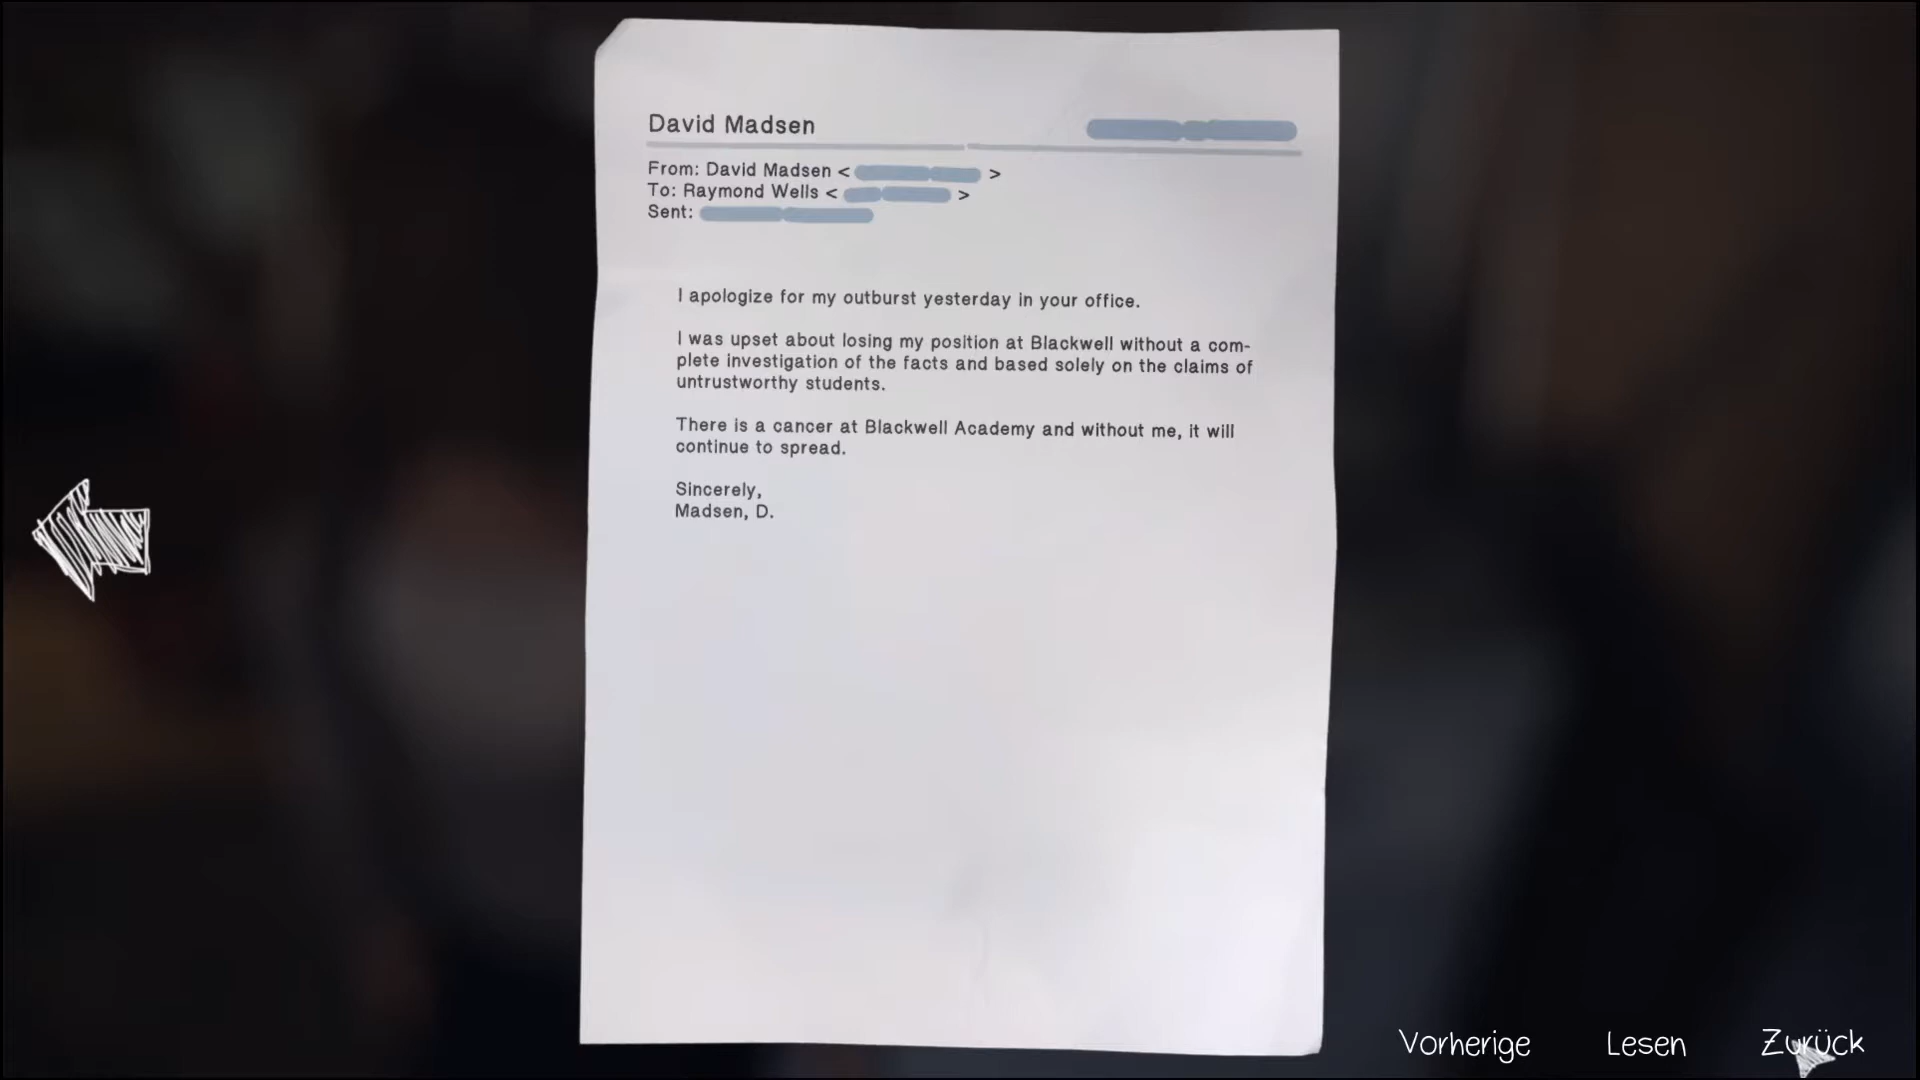 David Madsen
From: David Madsen < >
To: Raymond Wells < >
Sent:
I apologize for my outburst yesterday in your office.
I was upset about losing my position at Blackwell without a com-
plete investigation of the facts and based solely on the claims of
untrustworthy students.
There is a cancer at Blackwell Academy and without me, it will
continue to spread.
Sincerely,
Madsen, D.
Vorherige Lesen Zurück